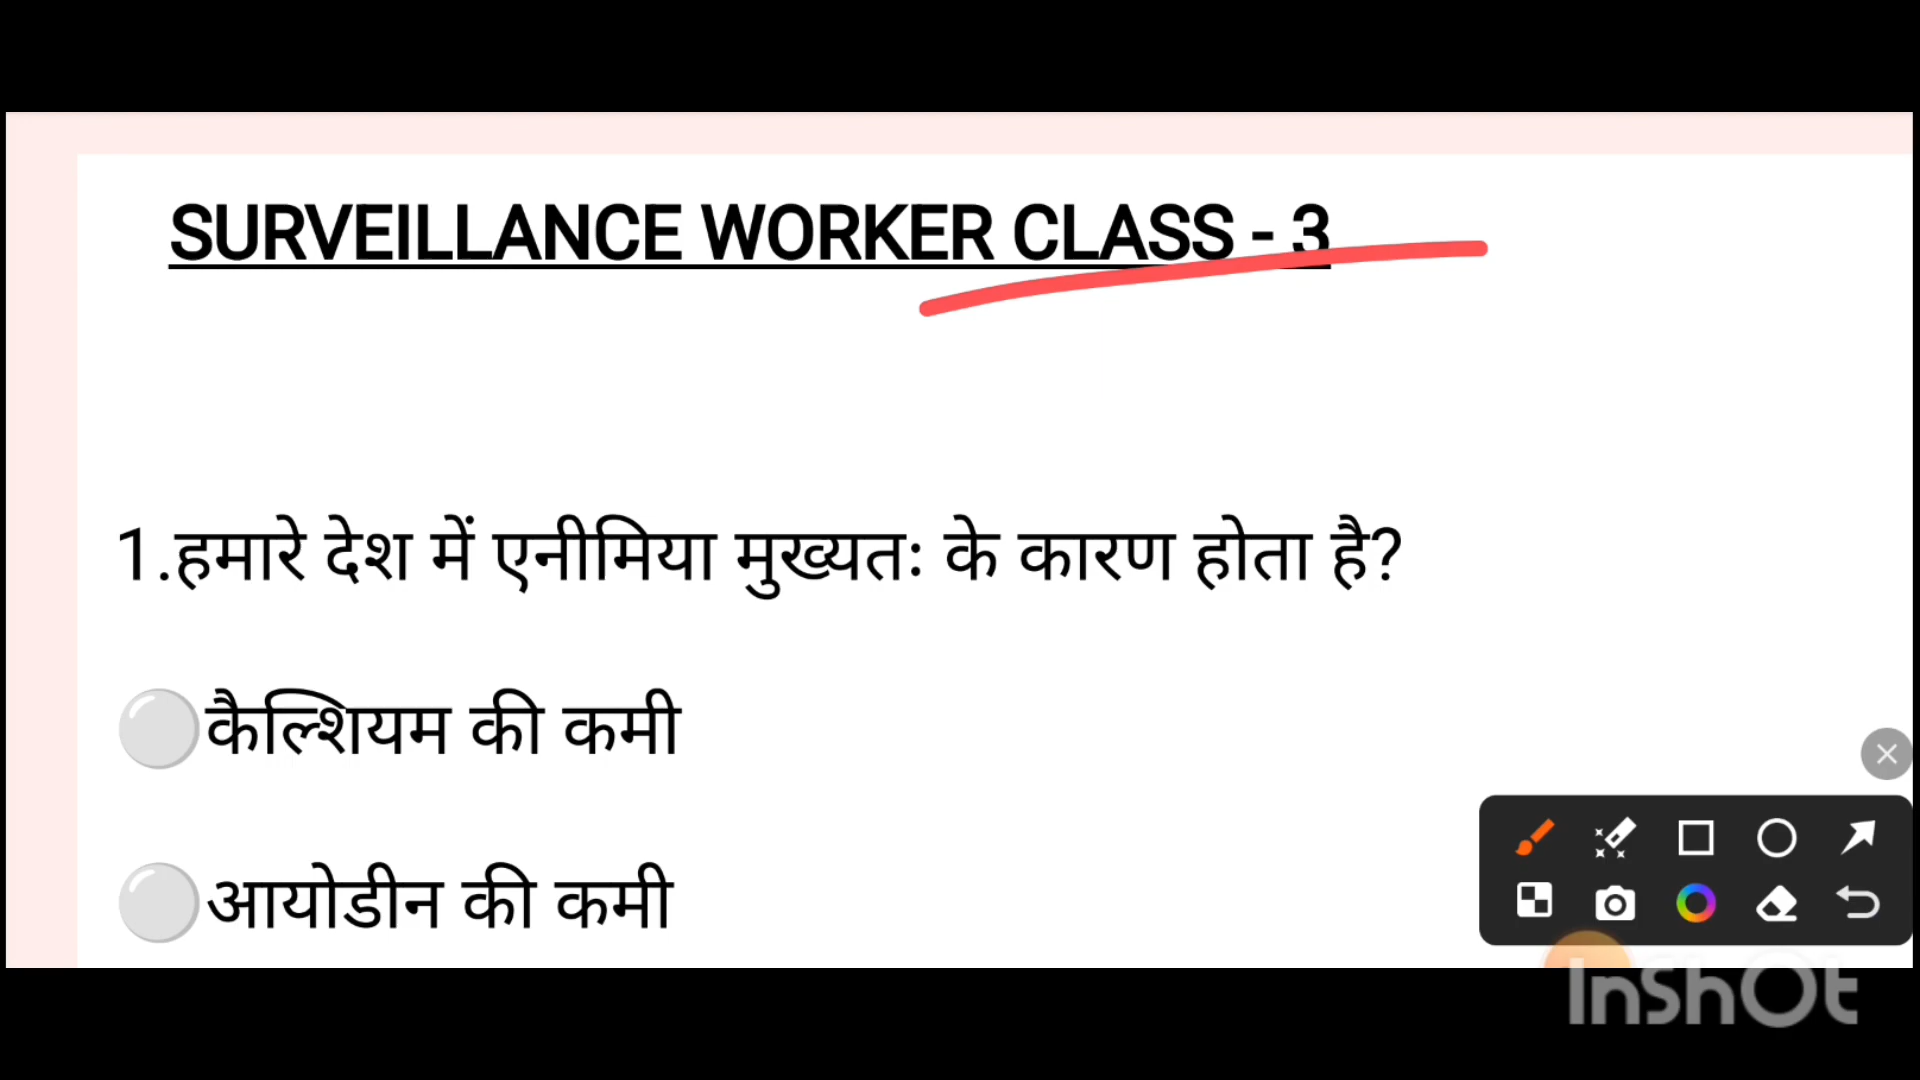 SURVEILLANCE WORKER CLASS - 3
1.हमारे देश में एनीमिया मुख्यतः के कारण होता है?
कैल्शियम की कमी
आयोडीन की कमी
InShOt